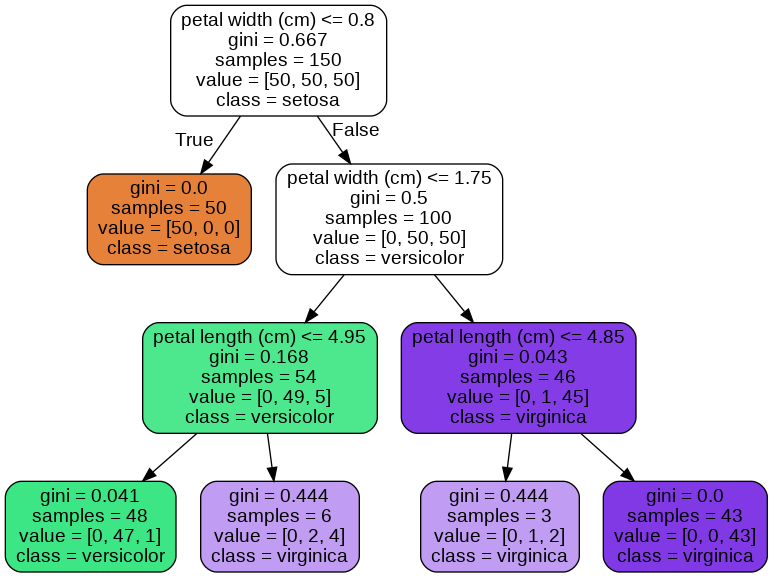 petal width (cm) <= 0.8
gini = 0.667
samples = 150
value = [50, 50, 50]
class = setosa
True
False
gini = 0.0
samples = 50
value = [50, 0, 0]
class = setosa
petal width (cm) <= 1.75
gini = 0.5
samples = 100
value = [0, 50, 50]
class = versicolor
petal length (cm) <= 4.95
gini = 0.168
samples = 54
value = [0, 49, 5]
class = versicolor
petal length (cm) <= 4.85
gini = 0.043
samples = 46
value = [0, 1, 45]
class = virginica
gini = 0.041
samples = 48
value = [0, 47, 1]
class = versicolor
gini = 0.444
samples = 6
value = [0, 2, 4]
class = virginica
gini = 0.444
samples = 3
value = [0, 1, 2]
class = virginica
gini = 0.0
samples = 43
value = [0, 0, 43]
class = virginica